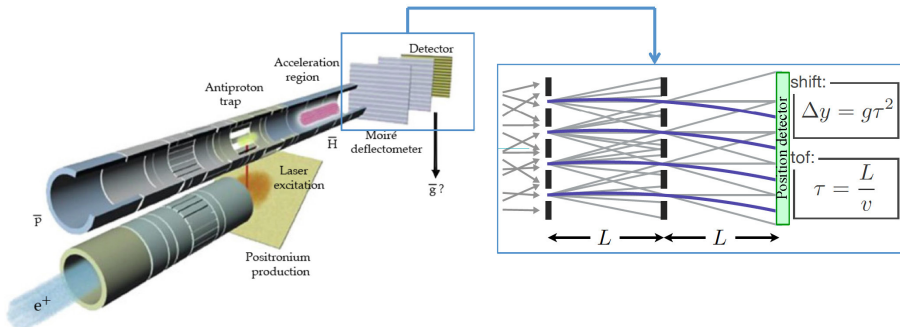 Detector
Acceleration
region
Antiproton
trap
H̅
Moiré
deflectometer
g̅ ?
Laser
excitation
p̅
Positronium
production
e⁺
Position detector
shift:
Δy = gτ²
tof:
τ = L/v
L
L